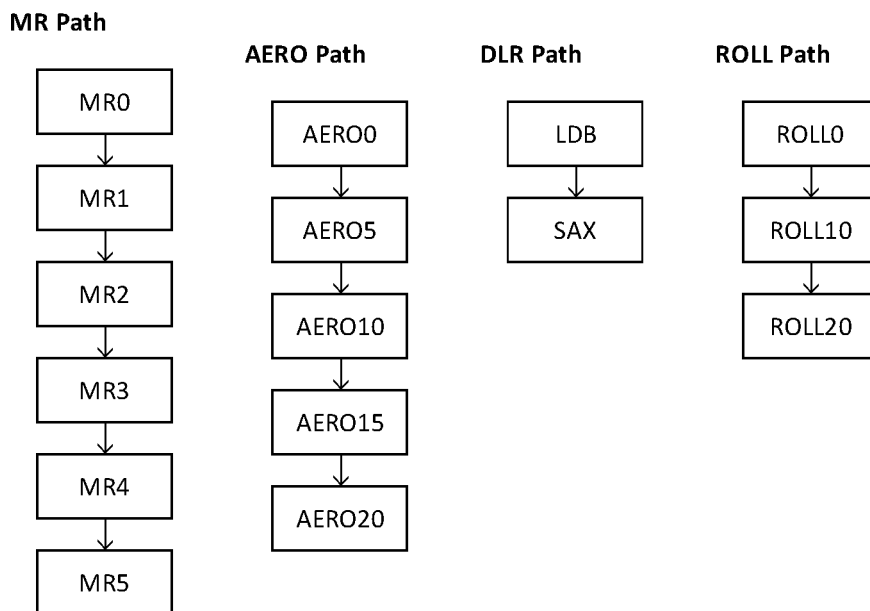 MR Path
MR0
MR1
MR2
MR3
MR4
MR5
AERO Path
AERO0
AERO5
AERO10
AERO15
AERO20
DLR Path
LDB
SAX
ROLL Path
ROLL0
ROLL10
ROLL20